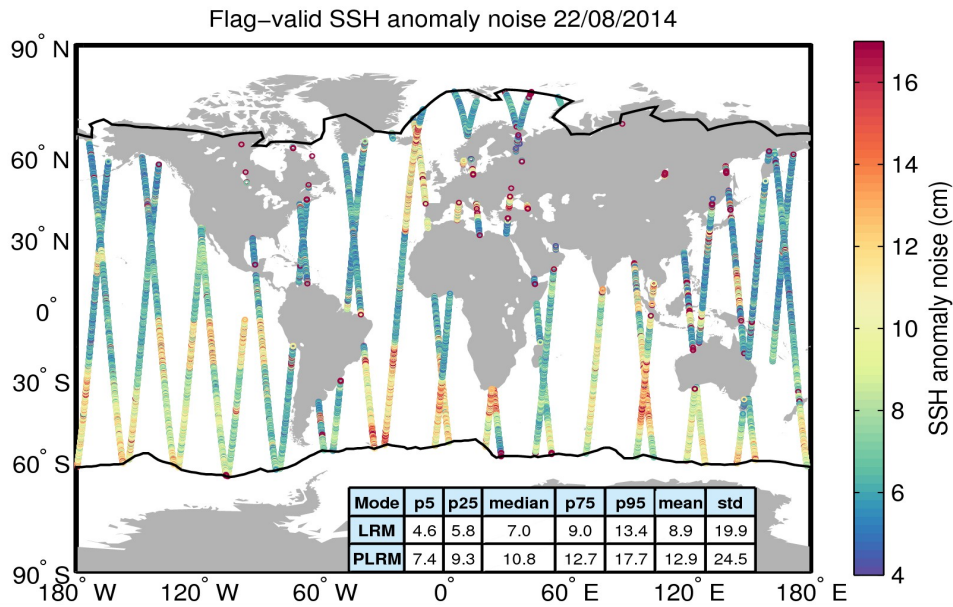 Flag-valid SSH anomaly noise 22/08/2014
90° N
60° N
30° N
0°
30° S
60° S
90° S
180° W
120° W
60° W
0°
60° E
120° E
180° E
Mode p5 p25 median p75 p95 mean std
LRM 4.6 5.8 7.0 9.0 13.4 8.9 19.9
PLRM 7.4 9.3 10.8 12.7 17.7 12.9 24.5
16
14
12
10
8
6
4
SSH anomaly noise (cm)